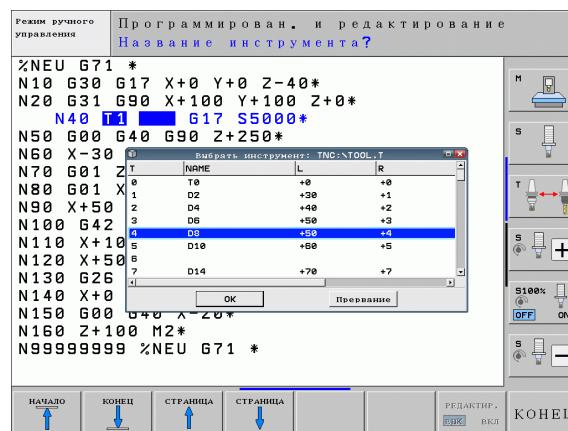 Режим ручного
управления
Программирован. и редактирование
Название инструмента?
%NEU G71 *
N10 G30 G17 X+0 Y+0 Z-40*
N20 G31 G90 X+100 Y+100 Z+0*
N40 T1 G17 S5000*
N50 G00 G40 G90 Z+250*
N60 X-30
N70 G01 Z
N80 G01 X
N90 X+50
N100 G42
N110 X+10
N120 X+50
N130 G26
N140 X+0
N150 G00 G40 X-20*
N160 Z+100 M2*
N99999999 %NEU G71 *
Выбрать инструмент: TNC:\TOOL.T
T NAME L R
0 T0 +0 +0
1 D2 +30 +1
2 D4 +40 +2
3 D6 +50 +3
4 D8 +50 +4
5 D10 +60 +5
6
7 D14 +70 +7
OK Прервание
M
S
T
S
S100%
OFF ON
S
НАЧАЛО КОНЕЦ СТРАНИЦА СТРАНИЦА РЕДАКТИР. КОНЕЦ
ВЫК ВКЛ